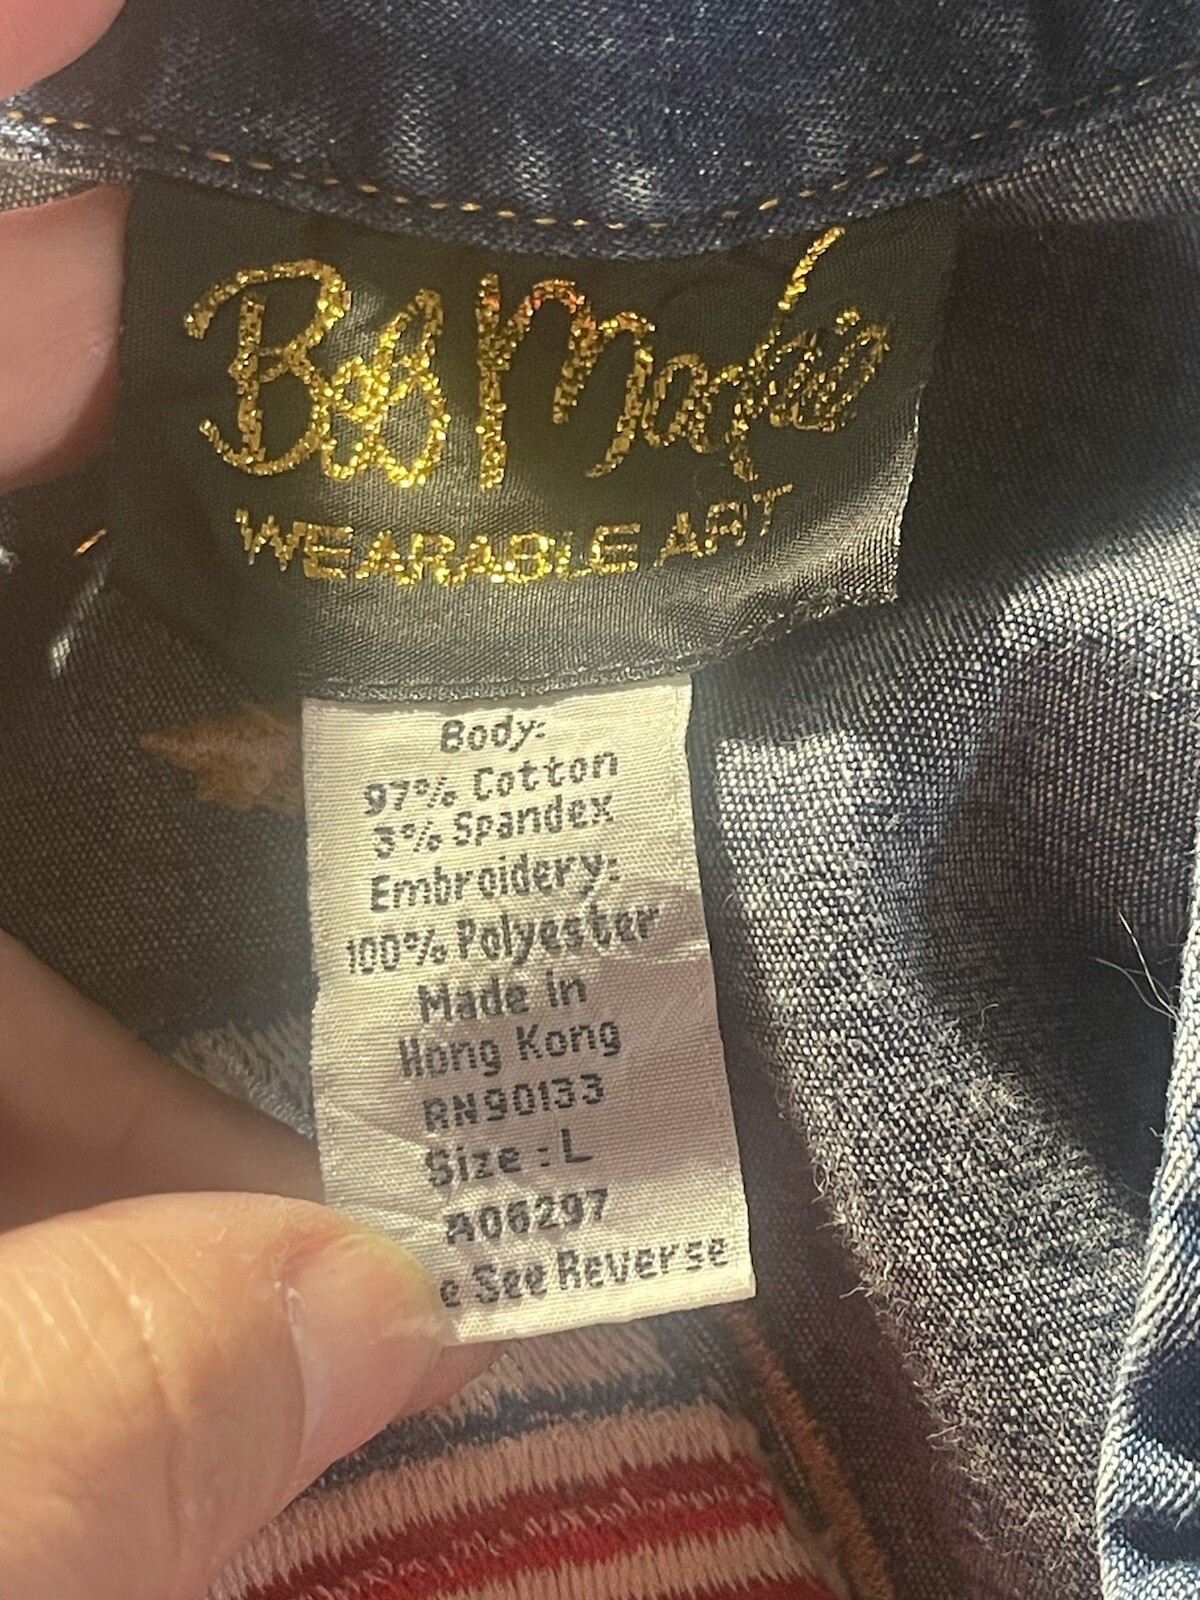 Bob Mackie
WEARABLE ART
Body:
97% Cotton
3% Spandex
Embroidery:
100% Polyester
Made in
Hong Kong
RN90133
Size : L
A06297
e See Reverse